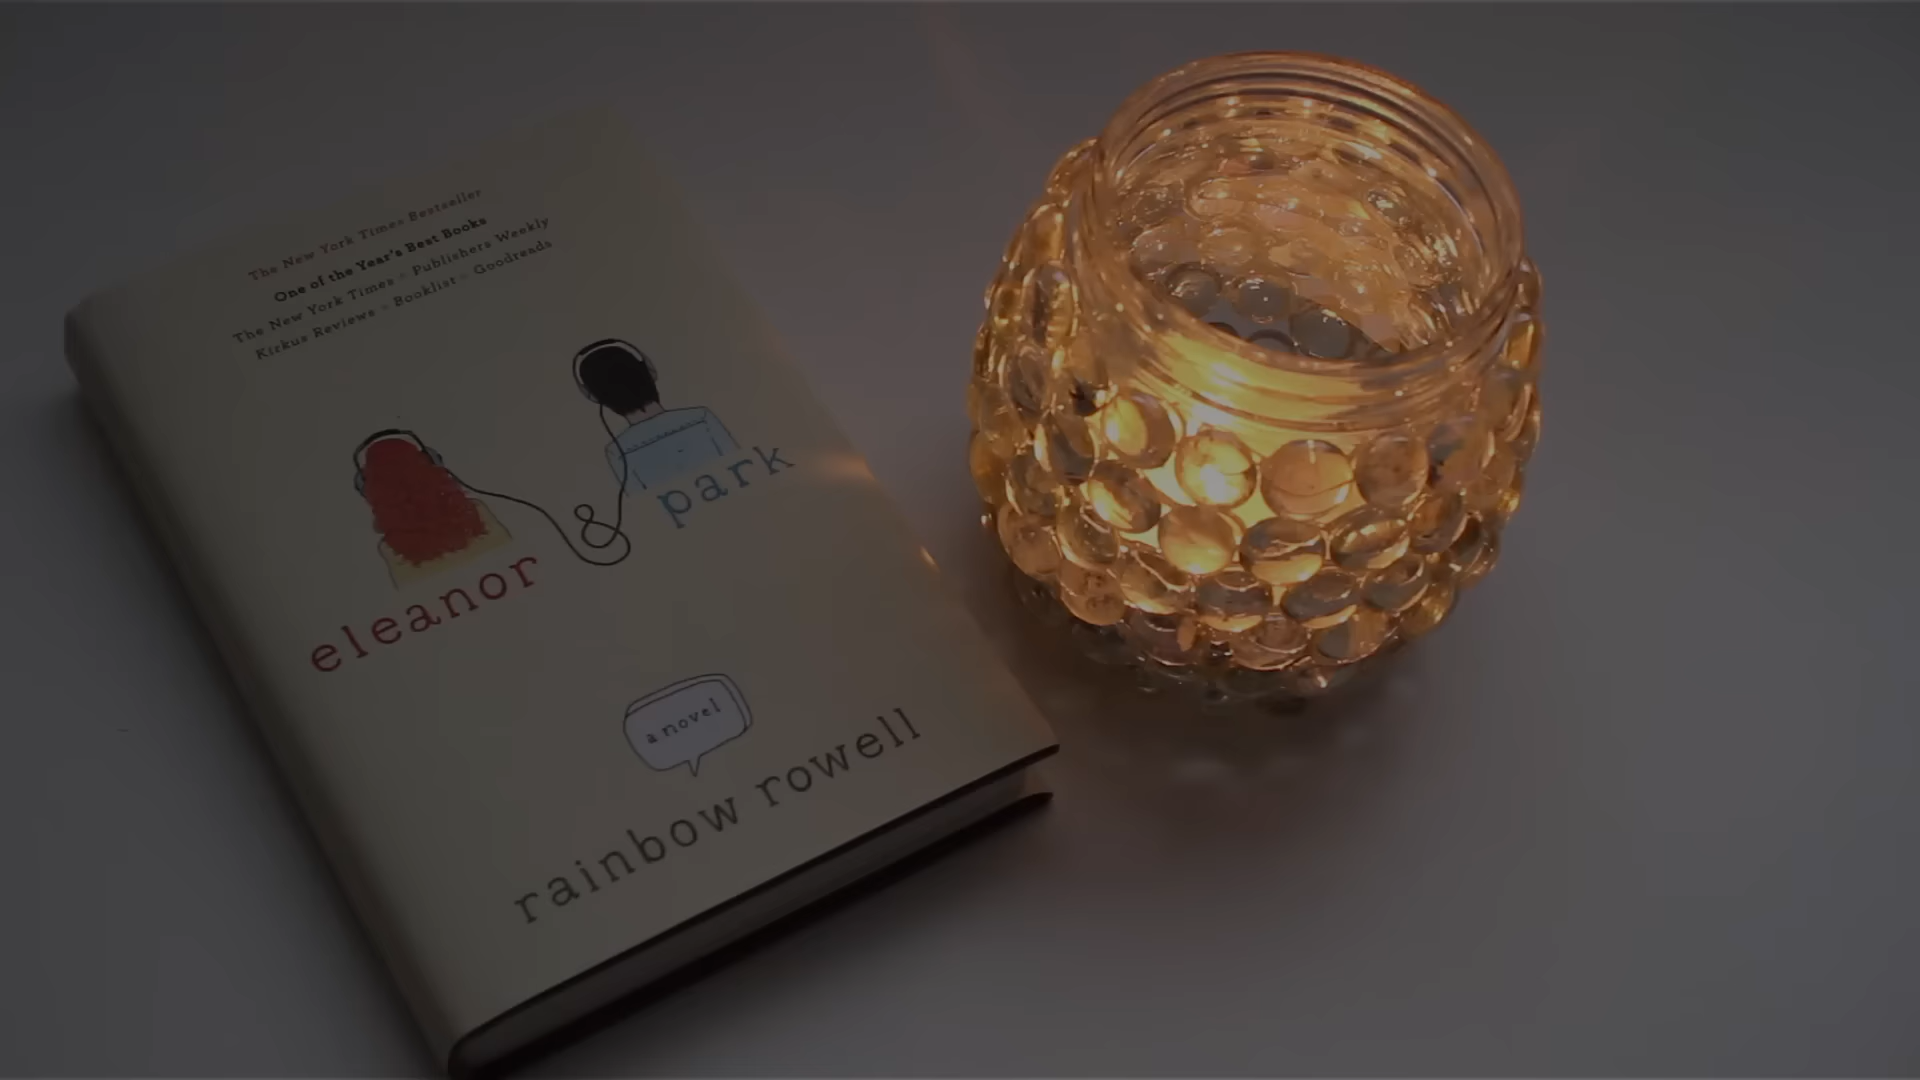 The New York Times Bestseller
One of the Year's Best Books
The New York Times - Publishers Weekly
Kirkus Reviews - Booklist - Goodreads
eleanor
&
park
a novel
rainbow rowell